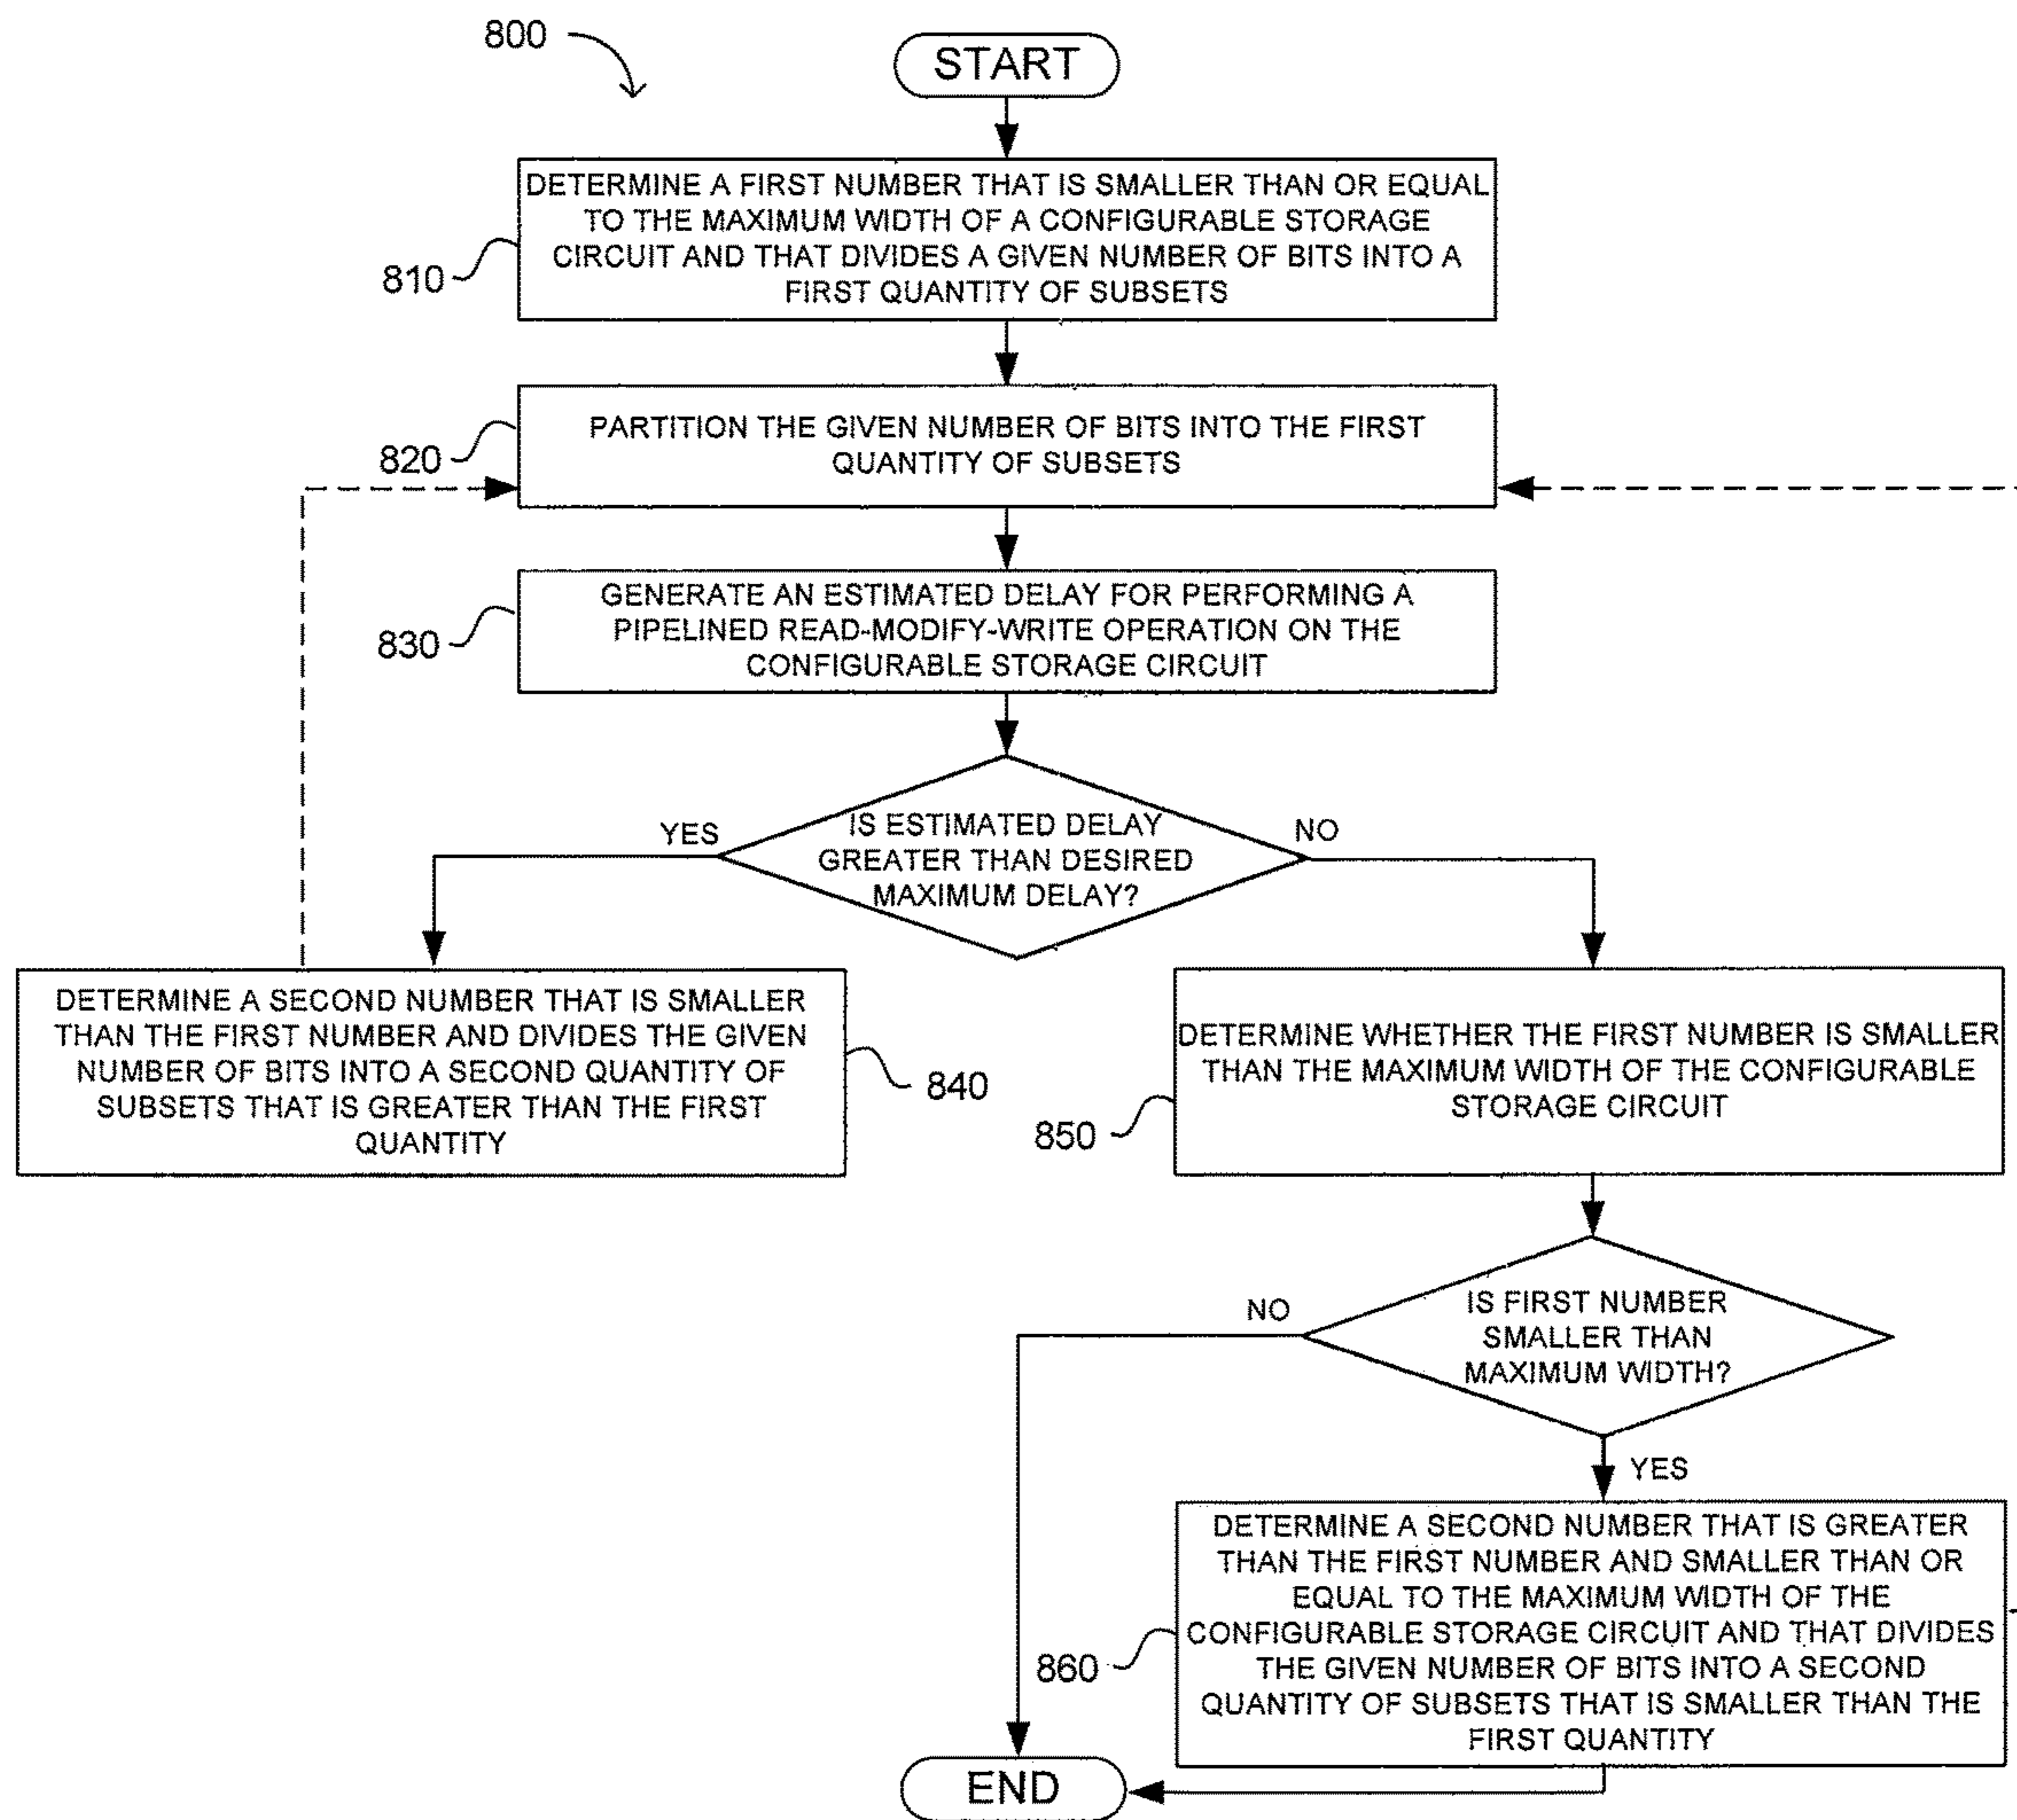 800
START
DETERMINE A FIRST NUMBER THAT IS SMALLER THAN OR EQUAL
TO THE MAXIMUM WIDTH OF A CONFIGURABLE STORAGE
CIRCUIT AND THAT DIVIDES A GIVEN NUMBER OF BITS INTO A
FIRST QUANTITY OF SUBSETS
810
PARTITION THE GIVEN NUMBER OF BITS INTO THE FIRST
QUANTITY OF SUBSETS
820
GENERATE AN ESTIMATED DELAY FOR PERFORMING A
PIPELINED READ-MODIFY-WRITE OPERATION ON THE
CONFIGURABLE STORAGE CIRCUIT
830
IS ESTIMATED DELAY
GREATER THAN DESIRED
MAXIMUM DELAY?
YES
NO
DETERMINE A SECOND NUMBER THAT IS SMALLER
THAN THE FIRST NUMBER AND DIVIDES THE GIVEN
NUMBER OF BITS INTO A SECOND QUANTITY OF
SUBSETS THAT IS GREATER THAN THE FIRST
QUANTITY
840
DETERMINE WHETHER THE FIRST NUMBER IS SMALLER
THAN THE MAXIMUM WIDTH OF THE CONFIGURABLE
STORAGE CIRCUIT
850
IS FIRST NUMBER
SMALLER THAN
MAXIMUM WIDTH?
NO
YES
DETERMINE A SECOND NUMBER THAT IS GREATER
THAN THE FIRST NUMBER AND SMALLER THAN OR
EQUAL TO THE MAXIMUM WIDTH OF THE
CONFIGURABLE STORAGE CIRCUIT AND THAT DIVIDES
THE GIVEN NUMBER OF BITS INTO A SECOND
QUANTITY OF SUBSETS THAT IS SMALLER THAN THE
FIRST QUANTITY
860
END